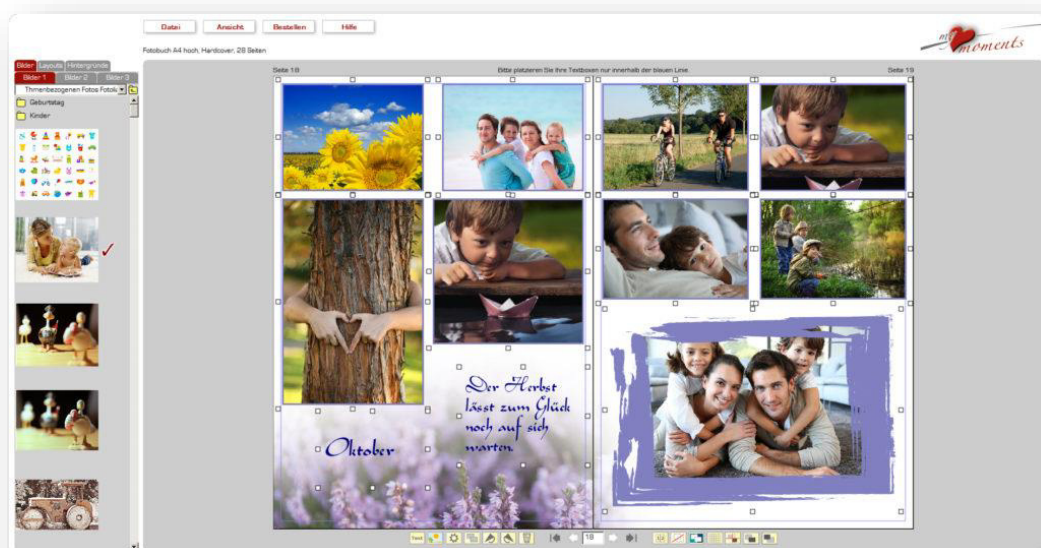 Datei Ansicht Bestellen Hilfe
my moments
Fotobuch A4 hoch, Hardcover, 28 Seiten
Bilder Layouts Hintergründe
Bilder 1 Bilder 2 Bilder 3
Thmenbezogenen Fotos
Geburtstag
Kinder
Seite 18 Bitte platzieren Sie Ihre Textboxen nur innerhalb der blauen Linie. Seite 19
Der Herbst
lässt zum Glück
noch auf sich
warten.
Oktober
18